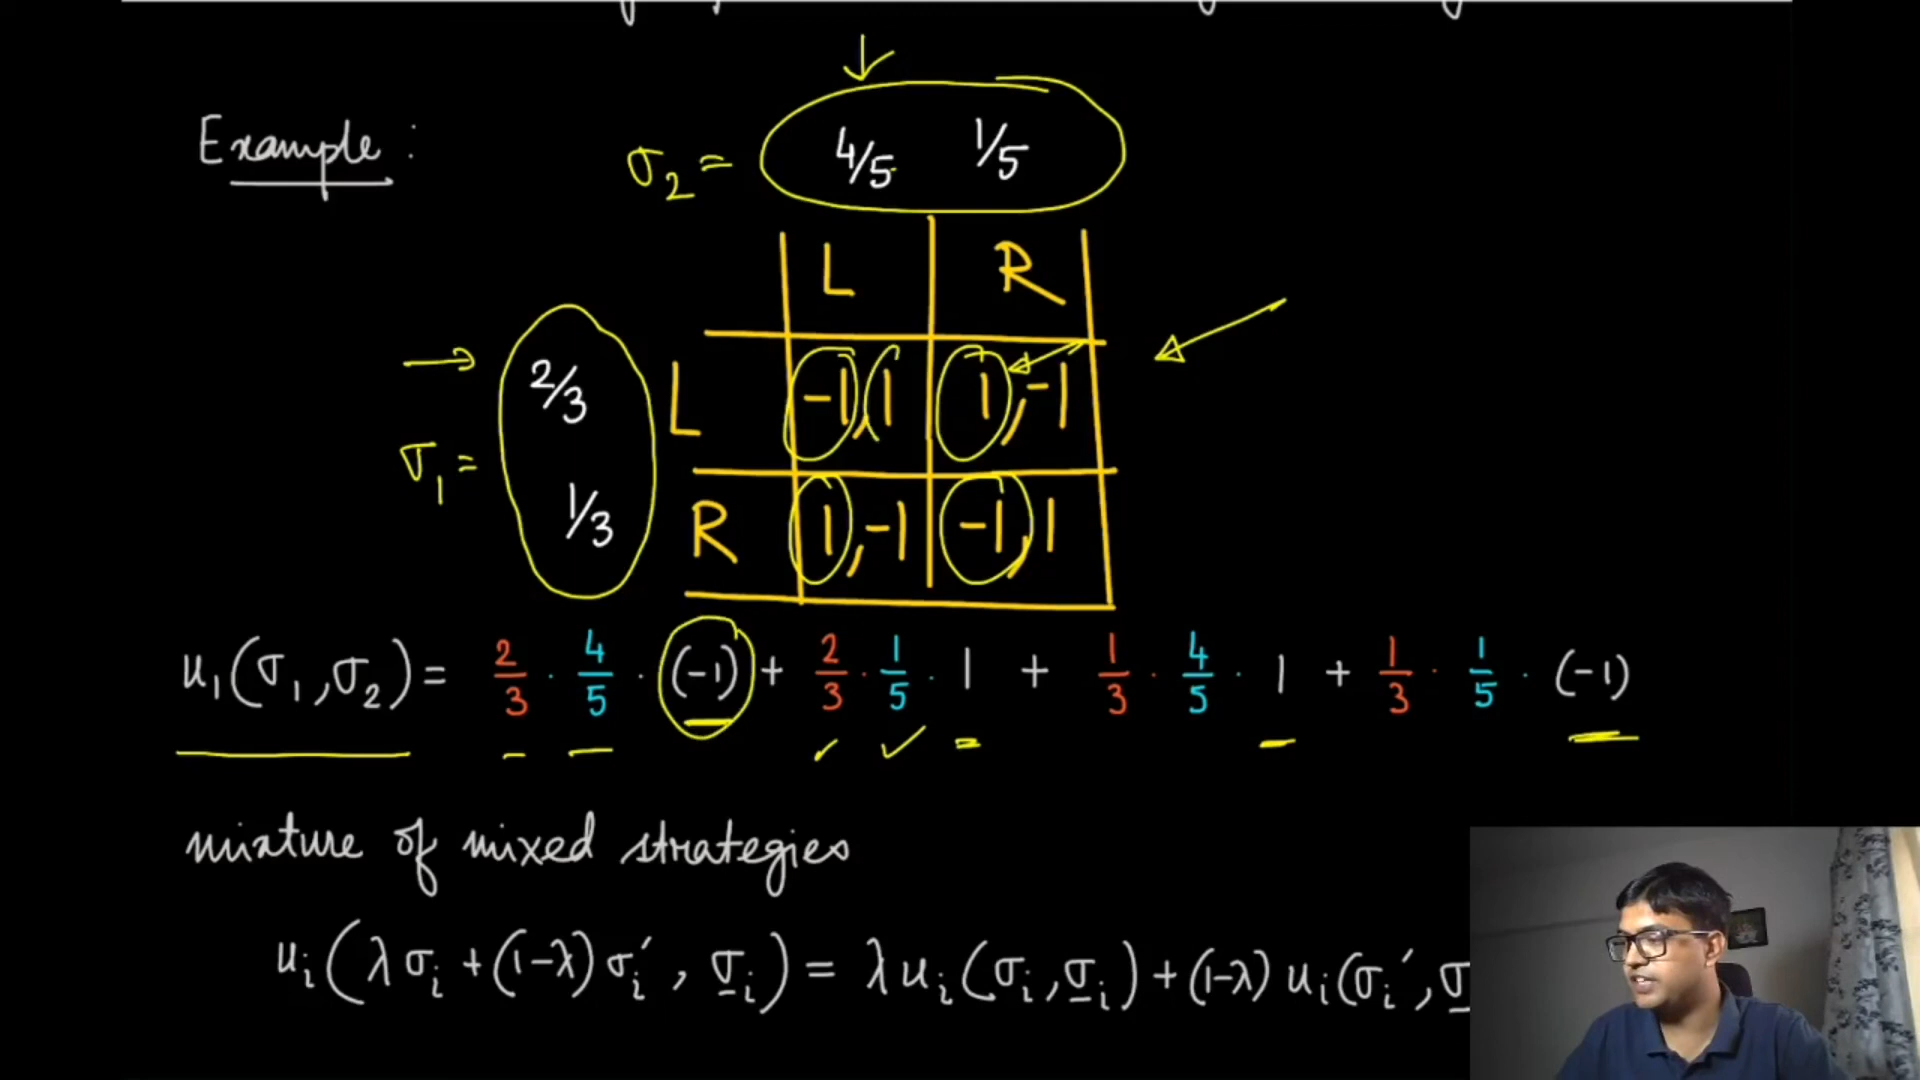 Example :
σ₂ = 4/5 1/5
L R
2/3 L -1, 1 1, -1
σ₁ =
1/3 R 1, -1 -1, 1
u₁(σ₁, σ₂) = 2/3 · 4/5 · (-1) + 2/3 · 1/5 · 1 + 1/3 · 4/5 · 1 + 1/3 · 1/5 · (-1)
mixture of mixed strategies
uᵢ(λσᵢ + (1-λ)σᵢ′, σ₋ᵢ) = λuᵢ(σᵢ, σ₋ᵢ) + (1-λ) uᵢ(σᵢ′, σ